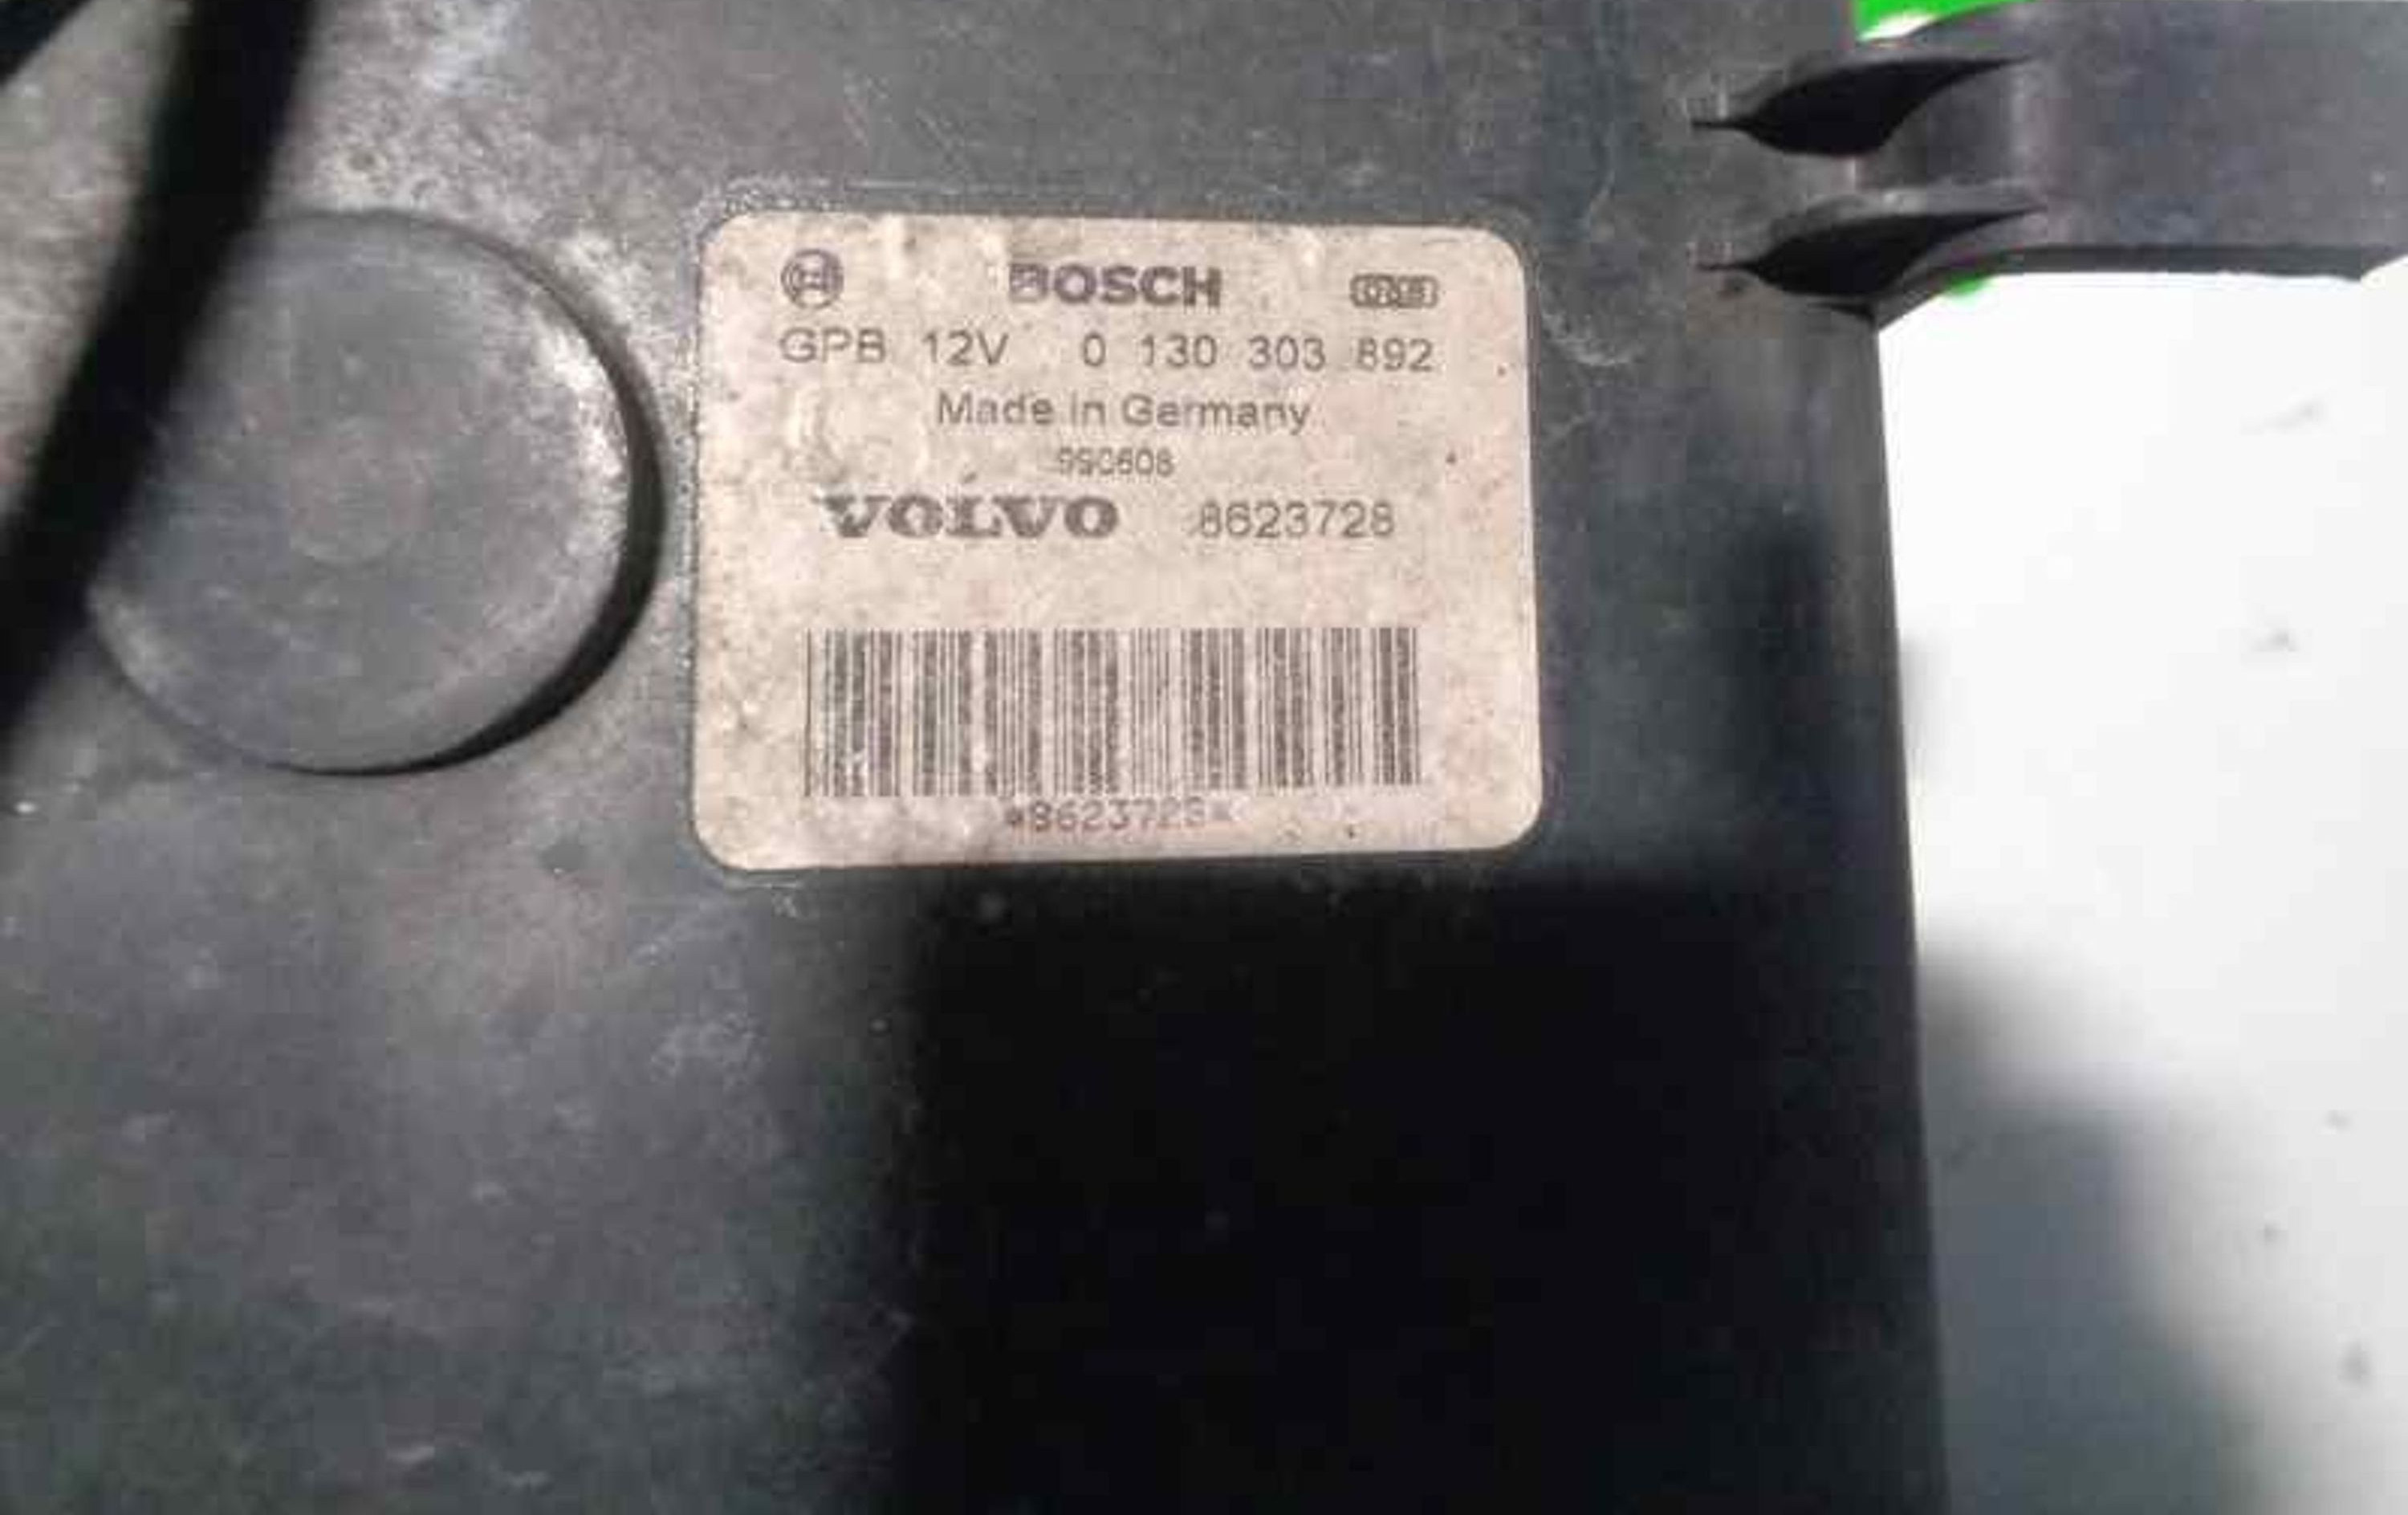 BOSCH
GPB 12V 0 130 303 892
Made in Germany
990608
VOLVO 8623728
*8623728*